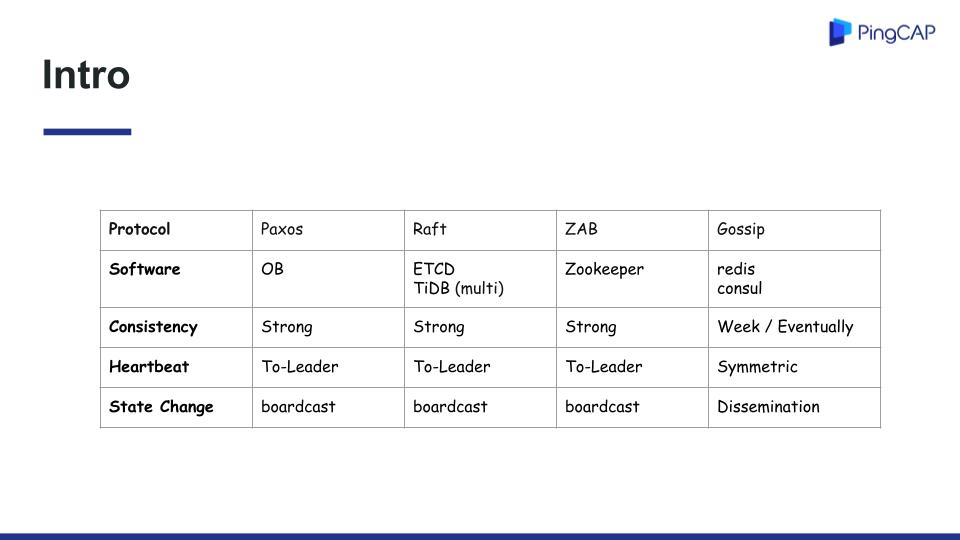 PingCAP
Intro
Protocol Paxos Raft ZAB Gossip
Software OB ETCD Zookeeper redis
TiDB (multi) consul
Consistency Strong Strong Strong Week / Eventually
Heartbeat To-Leader To-Leader To-Leader Symmetric
State Change boardcast boardcast boardcast Dissemination